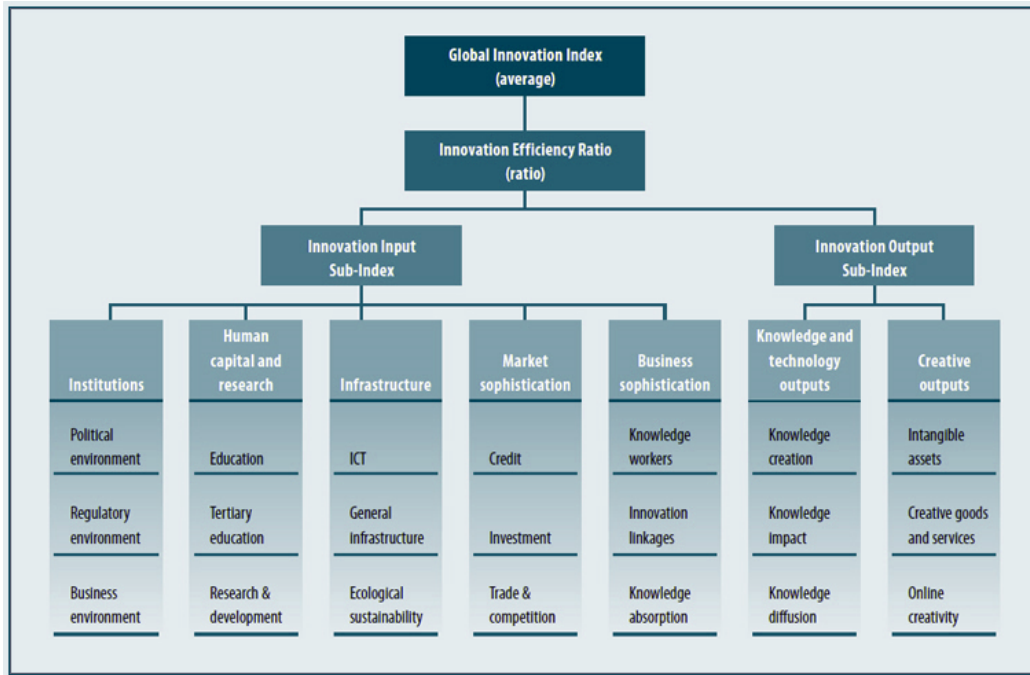 Global Innovation Index
(average)
Innovation Efficiency Ratio
(ratio)
Innovation Input
Sub-Index
Innovation Output
Sub-Index
Institutions
Human
capital and
research
Infrastructure
Market
sophistication
Business
sophistication
Knowledge and
technology
outputs
Creative
outputs
Political
environment
Education
ICT
Credit
Knowledge
workers
Knowledge
creation
Intangible
assets
Regulatory
environment
Tertiary
education
General
infrastructure
Investment
Innovation
linkages
Knowledge
impact
Creative goods
and services
Business
environment
Research &
development
Ecological
sustainability
Trade &
competition
Knowledge
absorption
Knowledge
diffusion
Online
creativity